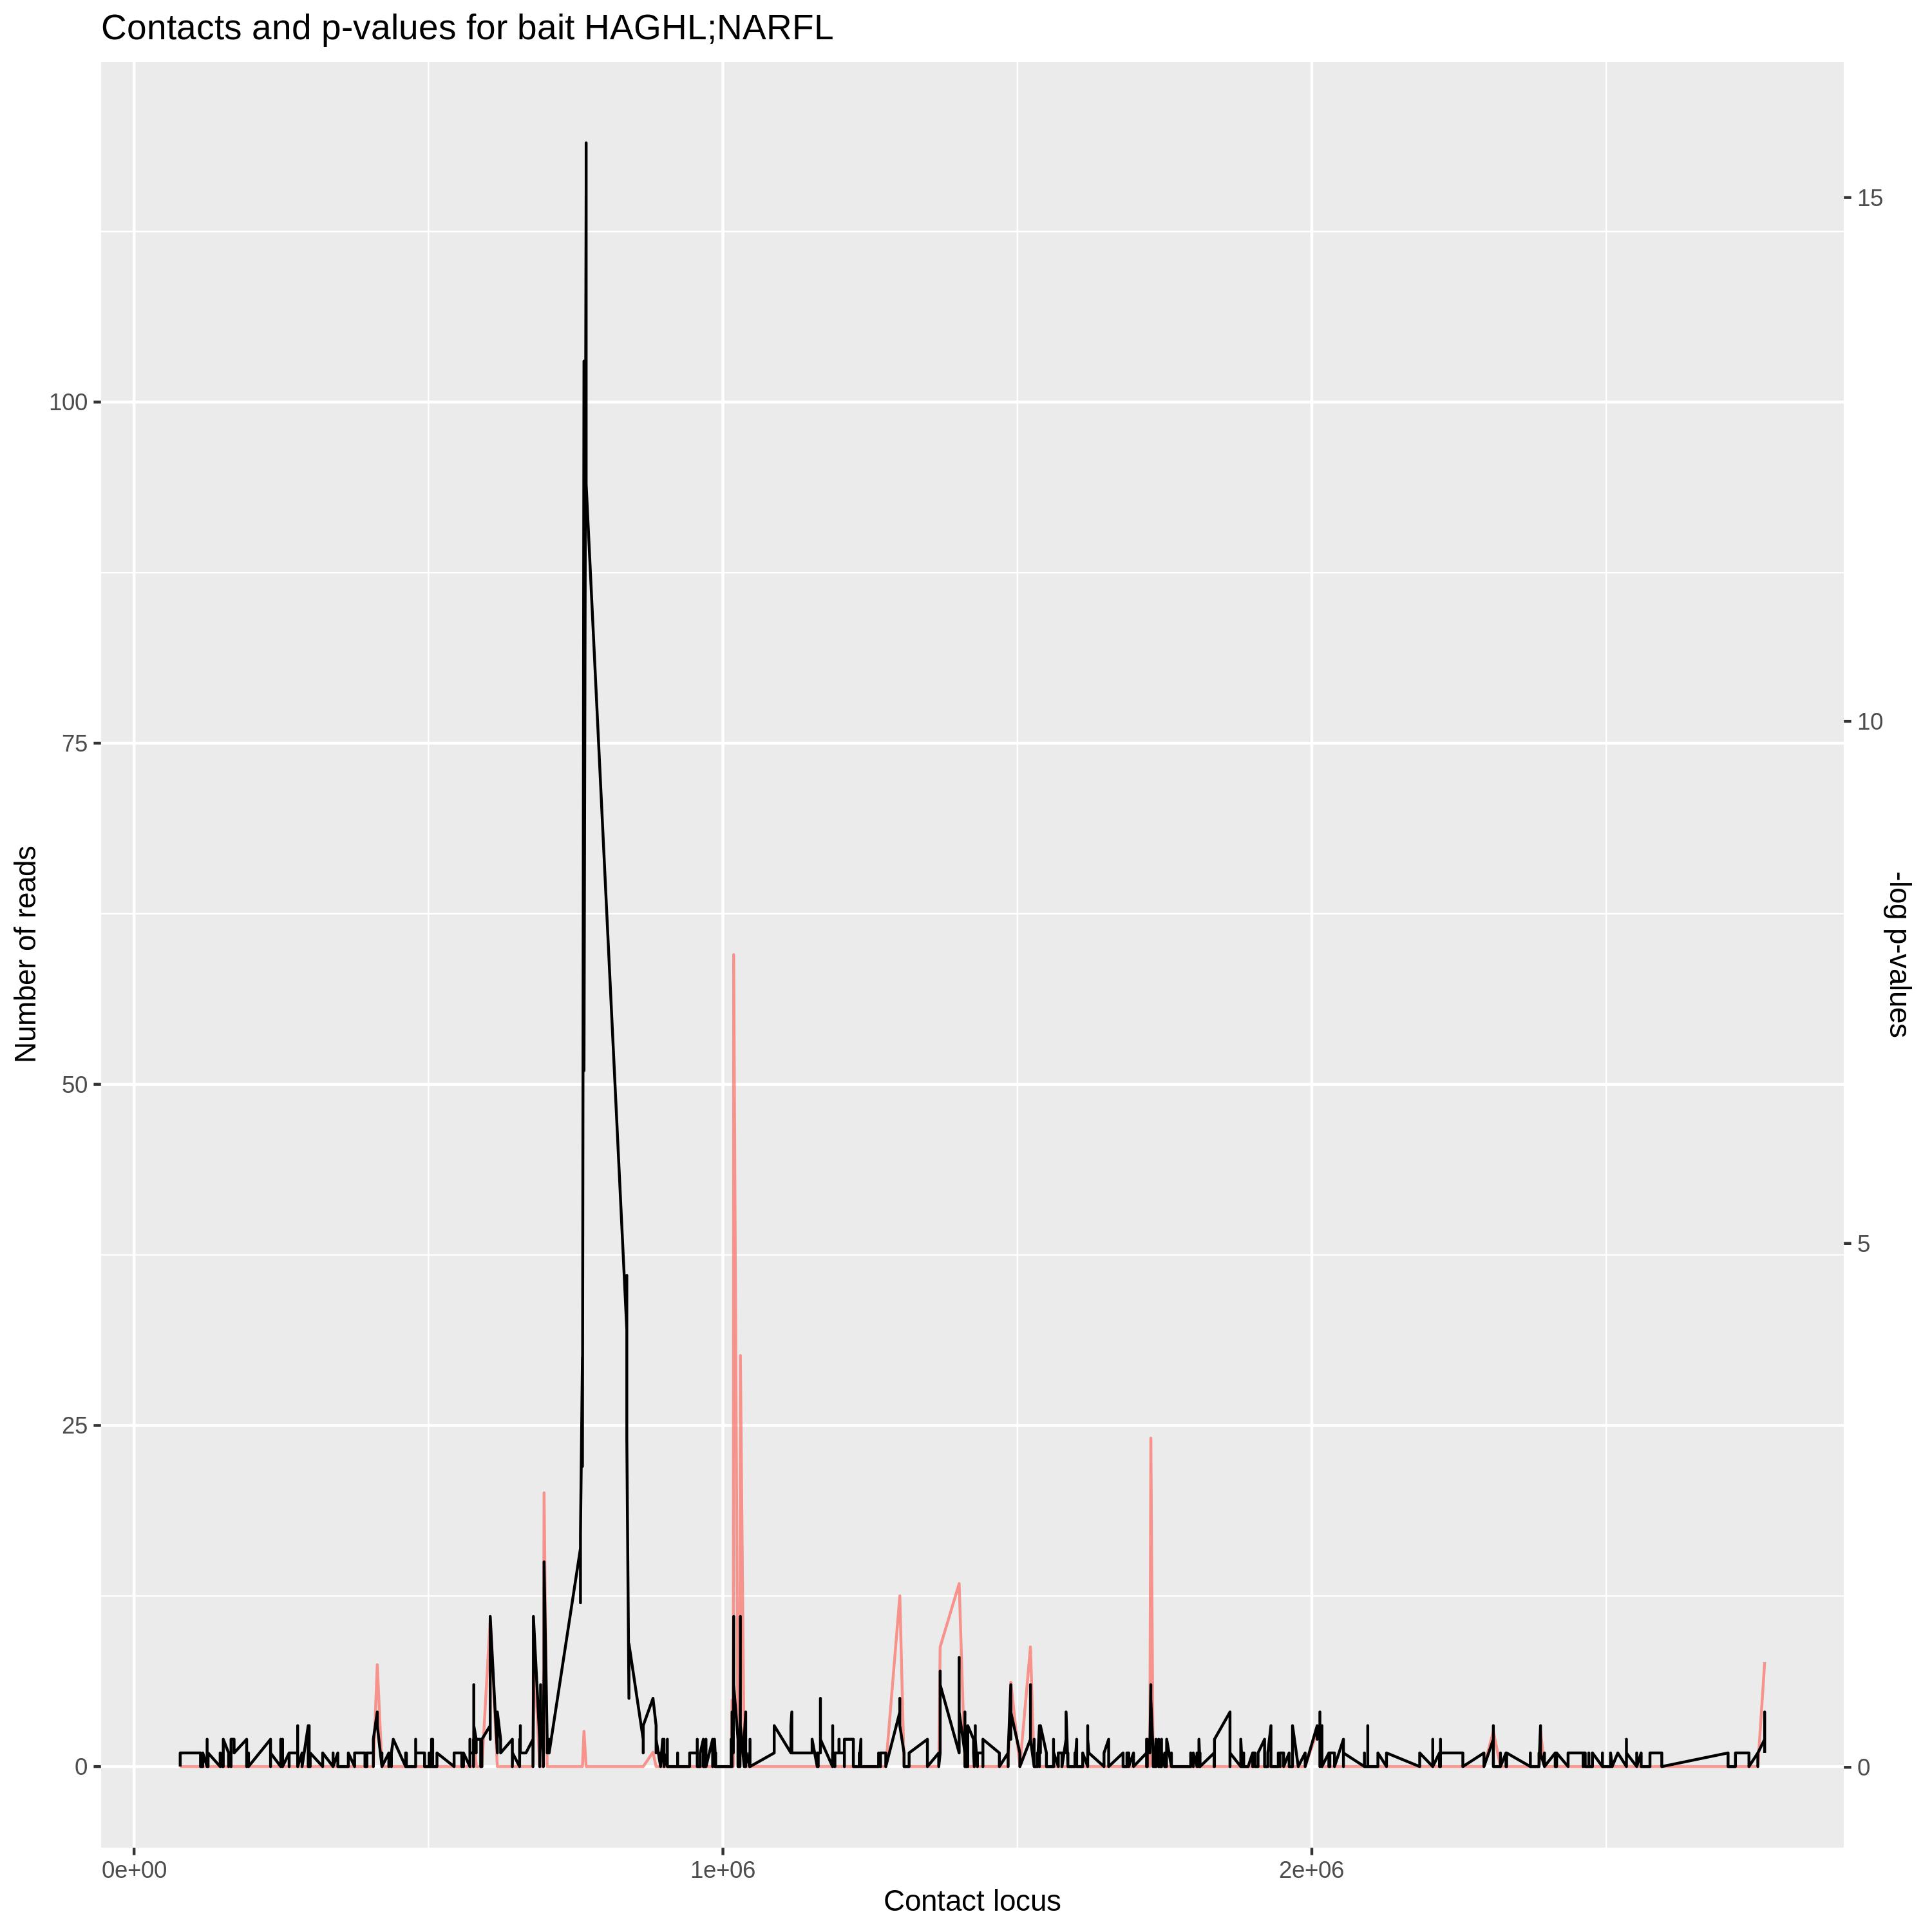 Contacts and p-values for bait HAGHL;NARFL
Number of reads
100
75
50
25
0
15
10
5
0
-log p-values
0e+00
1e+06
2e+06
Contact locus